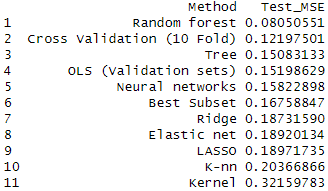 Method Test_MSE
1 Random forest 0.08050551
2 Cross Validation (10 Fold) 0.12197501
3 Tree 0.15083133
4 OLS (Validation sets) 0.15198629
5 Neural networks 0.15822898
6 Best Subset 0.16758847
7 Ridge 0.18731590
8 Elastic net 0.18920134
9 LASSO 0.18971735
10 K-nn 0.20366866
11 Kernel 0.32159783